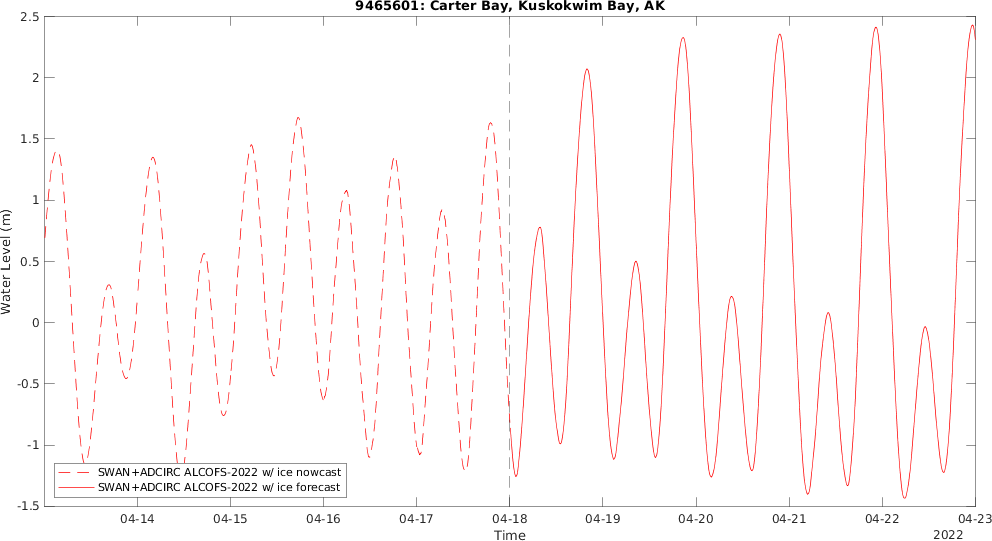 9465601: Carter Bay, Kuskokwim Bay, AK
2.5
2
1.5
1
0.5
0
-0.5
-1
-1.5
Water Level (m)
SWAN+ADCIRC ALCOFS-2022 w/ ice nowcast
SWAN+ADCIRC ALCOFS-2022 w/ ice forecast
04-14 04-15 04-16 04-17 04-18 04-19 04-20 04-21 04-22 04-23
Time
2022